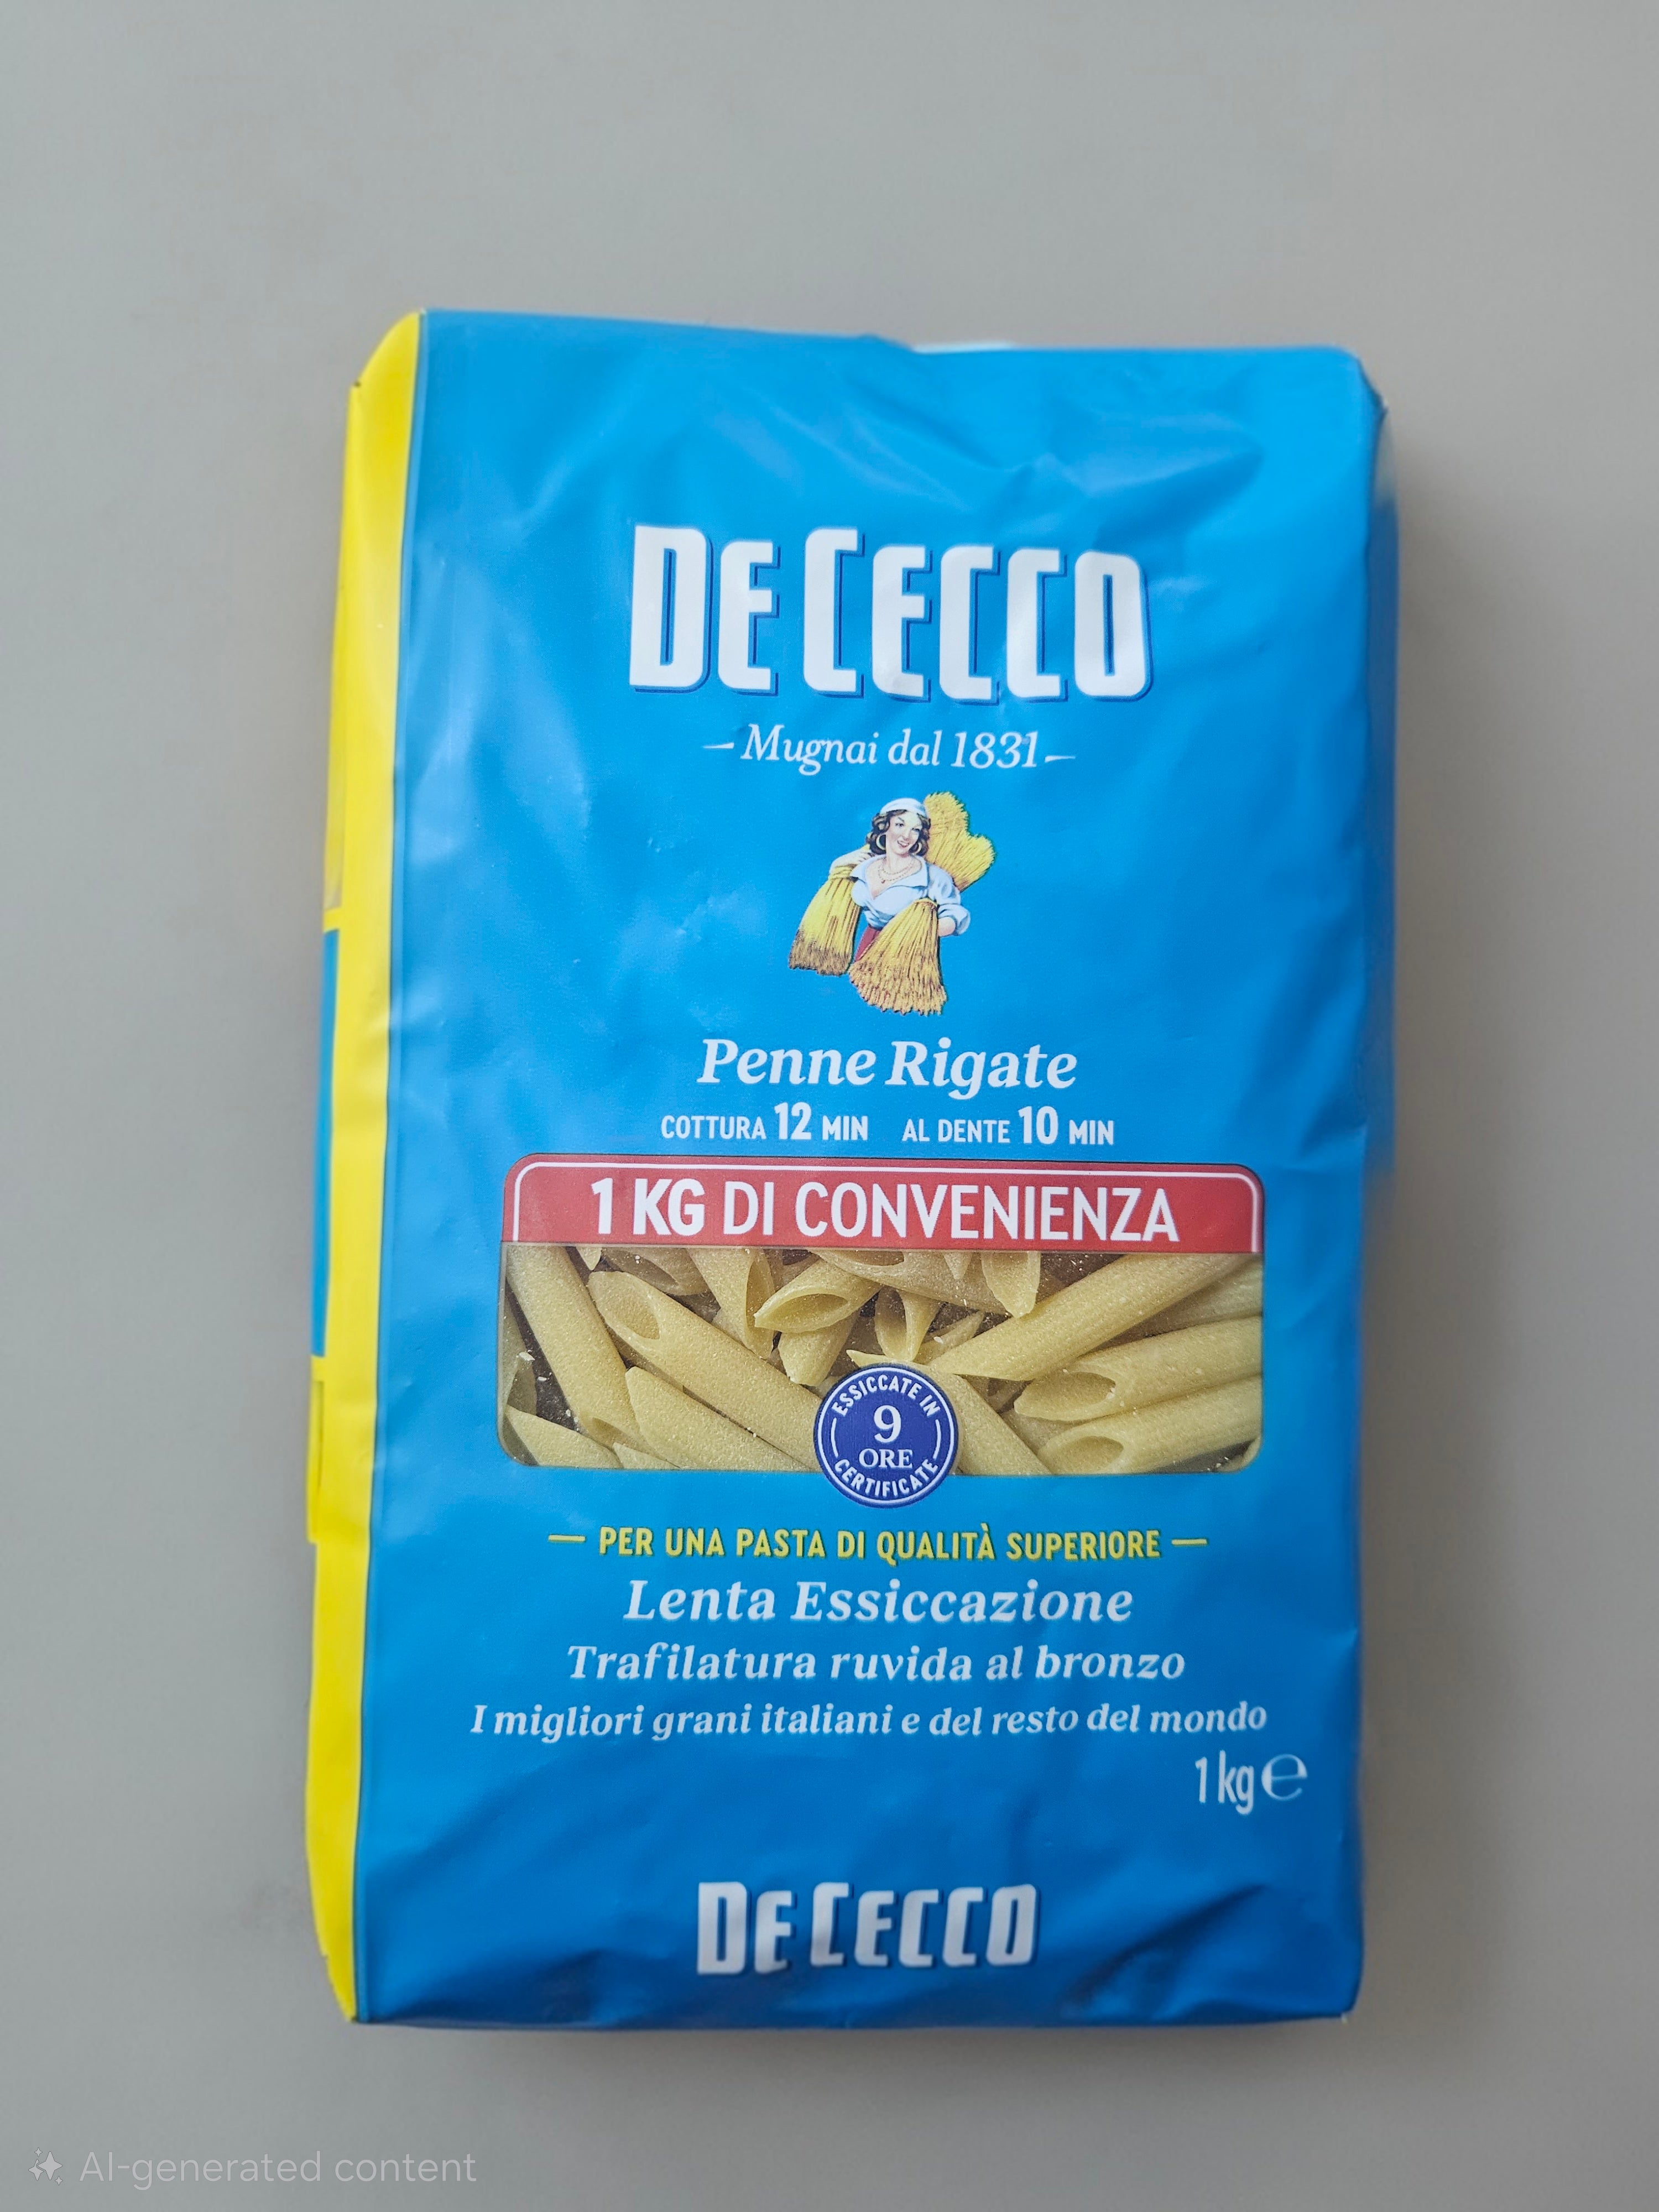 DE CECCO
Mugnai dal 1831
Penne Rigate
COTTURA 12 MIN AL DENTE 10 MIN
1 KG DI CONVENIENZA
ESSICCATE IN
9
ORE
CERTIFICATE
PER UNA PASTA DI QUALITÀ SUPERIORE
Lenta Essiccazione
Trafilatura ruvida al bronzo
I migliori grani italiani e del resto del mondo
1 kg ℮
DE CECCO
AI-generated content